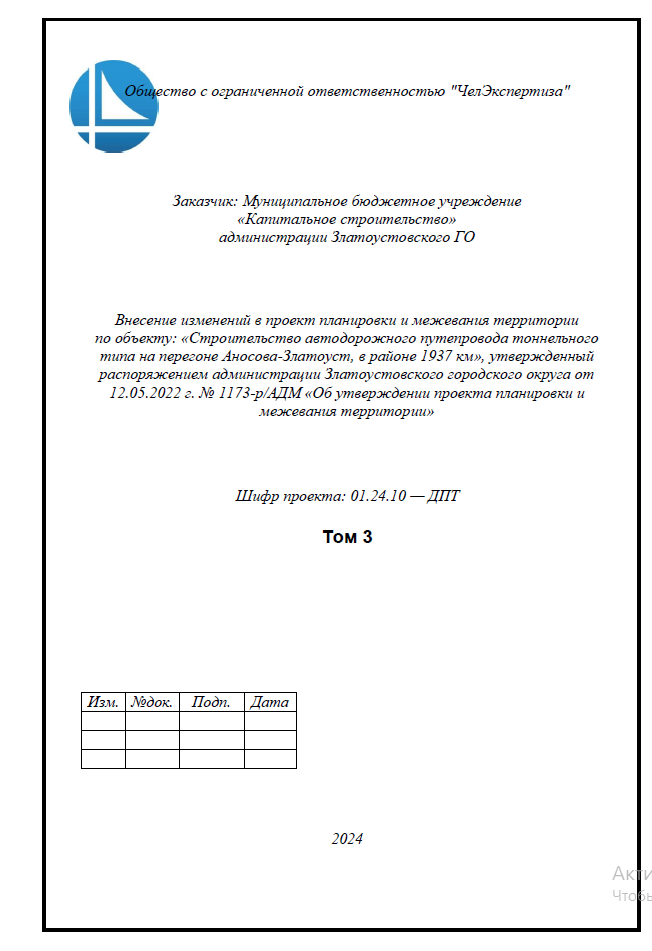 Общество с ограниченной ответственностью "ЧелЭкспертиза"
Заказчик: Муниципальное бюджетное учреждение
«Капитальное строительство»
администрации Златоустовского ГО
Внесение изменений в проект планировки и межевания территории
по объекту: «Строительство автодорожного путепровода тоннельного
типа на перегоне Аносова-Златоуст, в районе 1937 км», утвержденный
распоряжением администрации Златоустовского городского округа от
12.05.2022 г. № 1173-р/АДМ «Об утверждении проекта планировки и
межевания территории»
Шифр проекта: 01.24.10 — ДПТ
Том 3
Изм. №док. Подп. Дата
2024
Акти
Чтобы